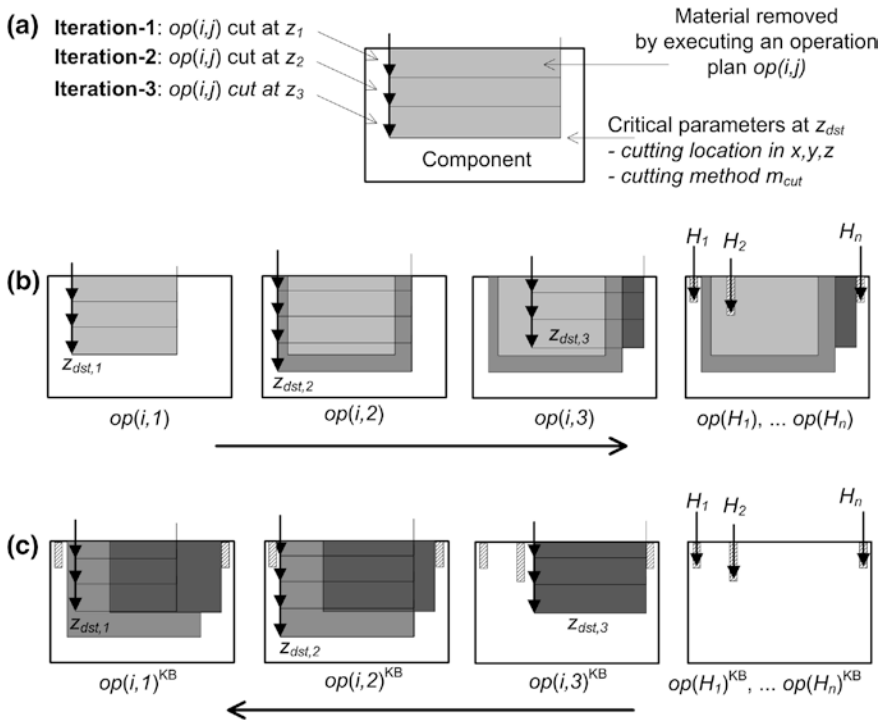 (a)
Iteration-1: op(i,j) cut at z1
Iteration-2: op(i,j) cut at z2
Iteration-3: op(i,j) cut at z3
Material removed
by executing an operation
plan op(i,j)
Critical parameters at zdst
- cutting location in x,y,z
- cutting method mcut
Component
(b)
zdst,1
zdst,2
zdst,3
H1
H2
Hn
op(i,1)
op(i,2)
op(i,3)
op(H1), ... op(Hn)
(c)
zdst,1
zdst,2
zdst,3
H1
H2
Hn
op(i,1)KB
op(i,2)KB
op(i,3)KB
op(H1)KB, ... op(Hn)KB